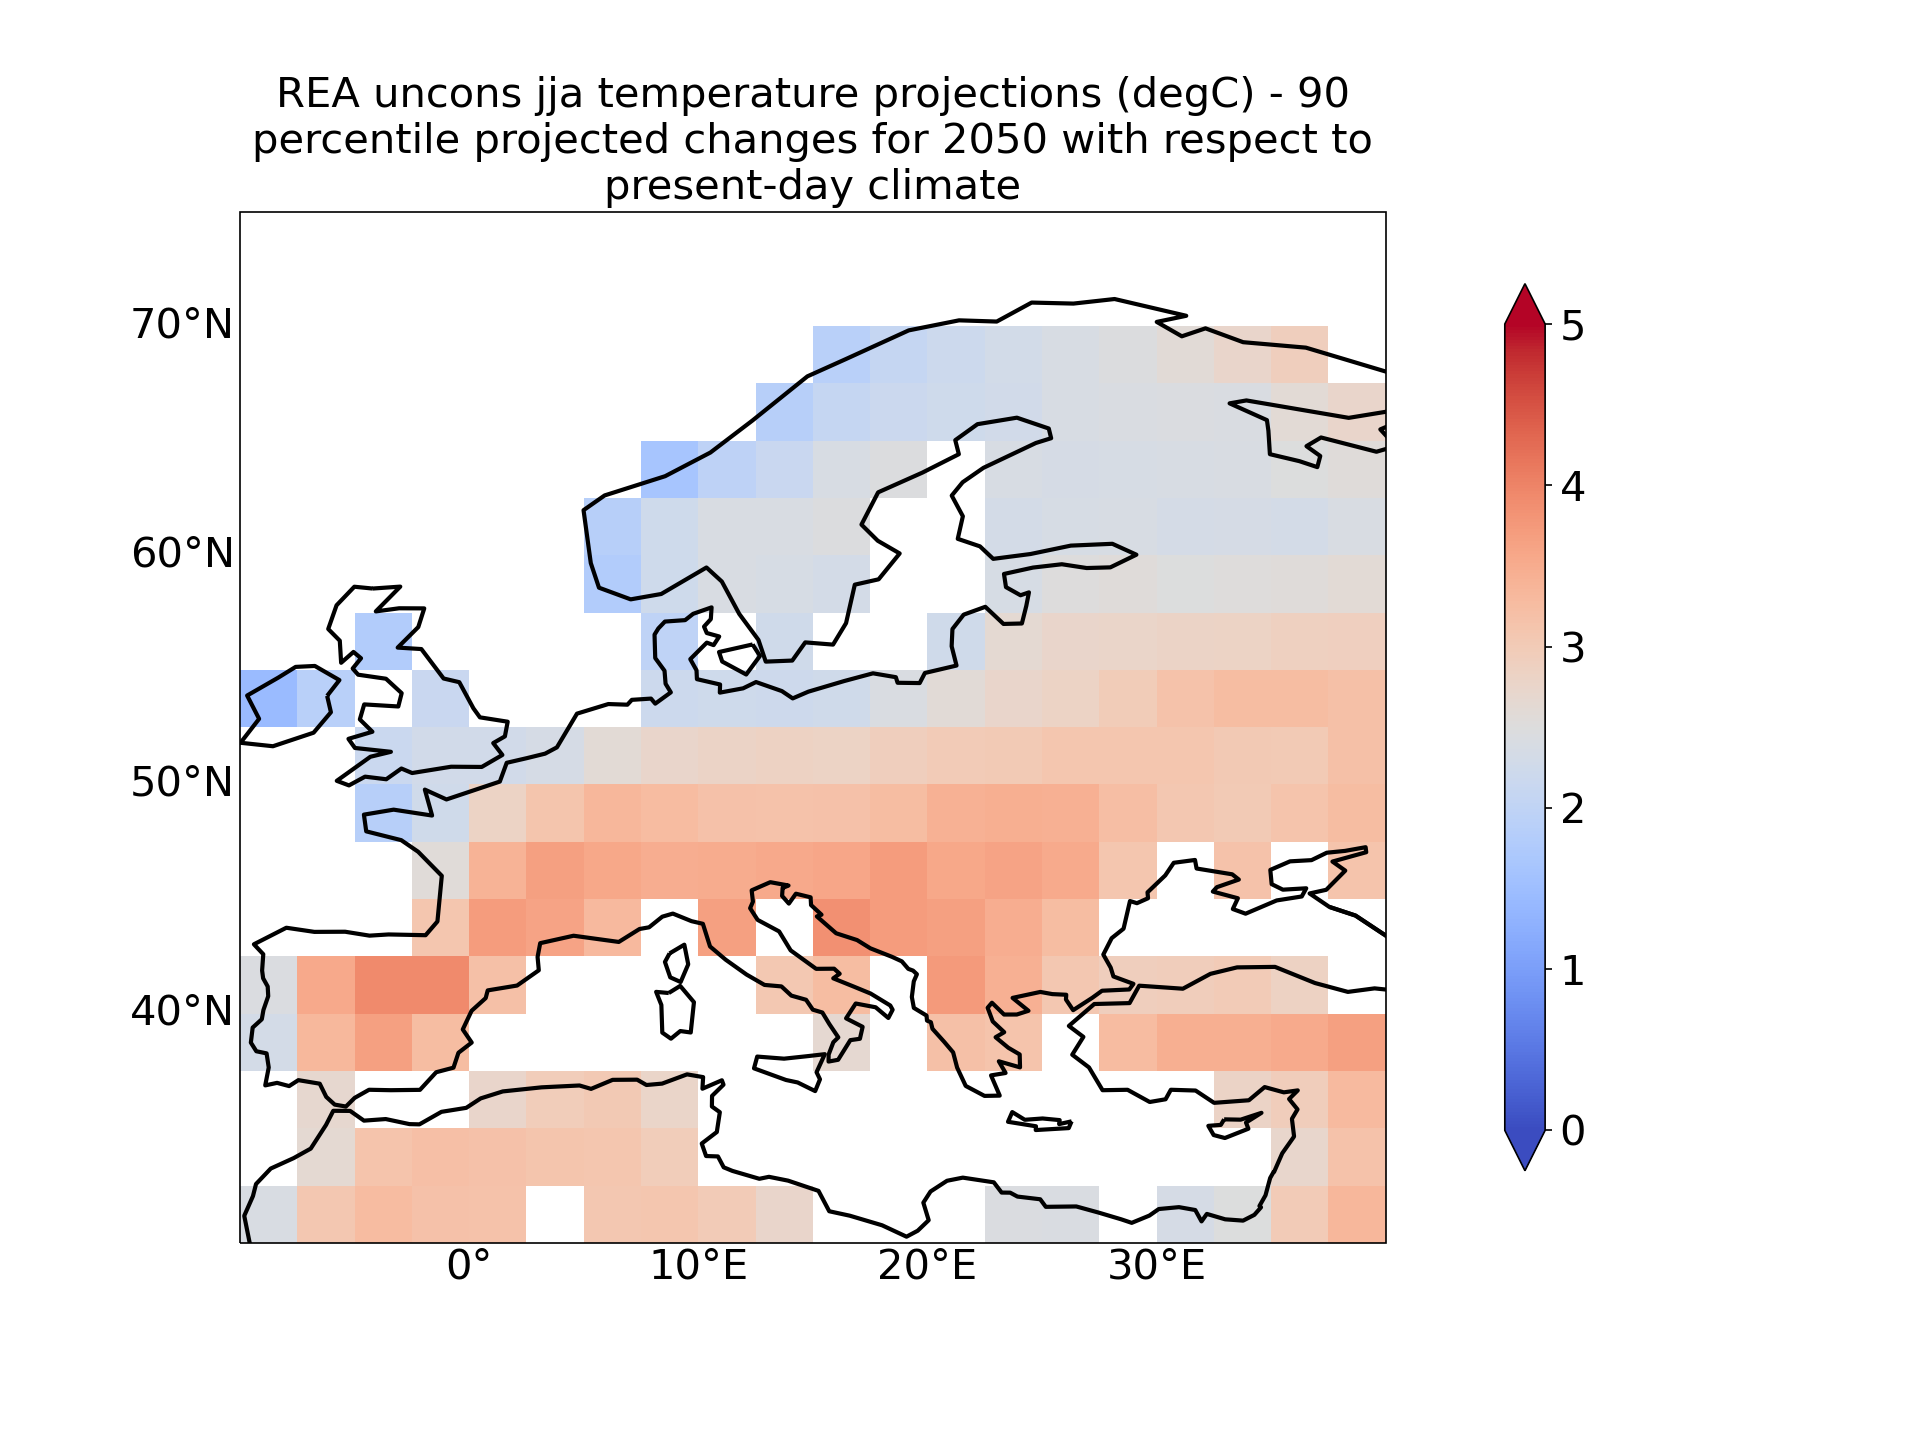 REA uncons jja temperature projections (degC) - 90
percentile projected changes for 2050 with respect to
present-day climate
70°N
60°N
50°N
40°N
0°
10°E
20°E
30°E
5
4
3
2
1
0